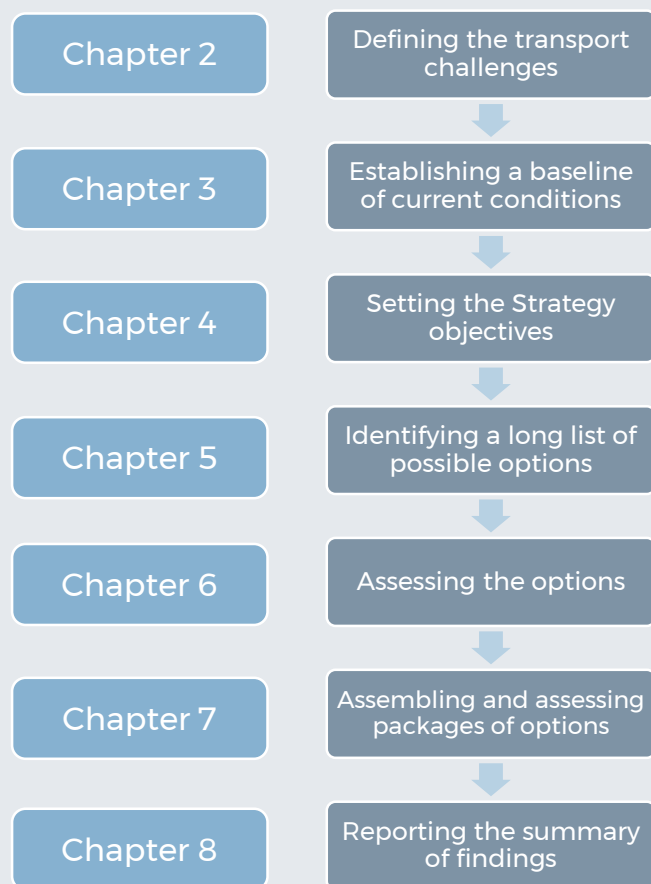 Chapter 2
Defining the transport
challenges
Chapter 3
Establishing a baseline
of current conditions
Chapter 4
Setting the Strategy
objectives
Chapter 5
Identifying a long list of
possible options
Chapter 6
Assessing the options
Chapter 7
Assembling and assessing
packages of options
Chapter 8
Reporting the summary
of findings